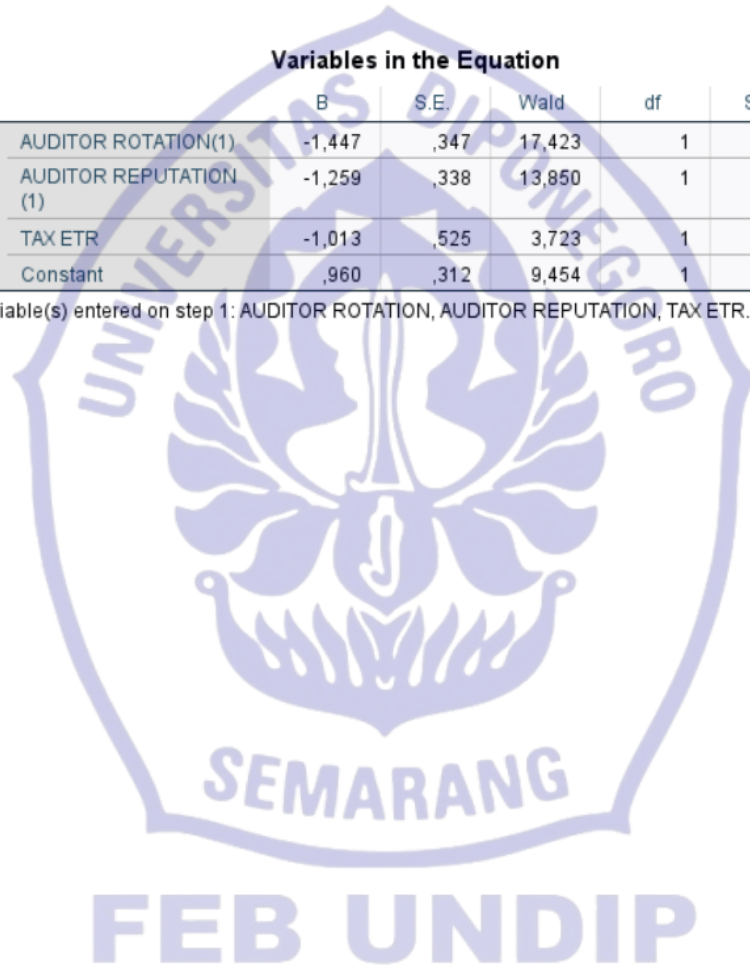 Variables in the Equation
B S.E. Wald df S
AUDITOR ROTATION(1) -1,447 ,347 17,423 1
AUDITOR REPUTATION (1) -1,259 ,338 13,850 1
TAX ETR -1,013 ,525 3,723 1
Constant ,960 ,312 9,454 1
iable(s) entered on step 1: AUDITOR ROTATION, AUDITOR REPUTATION, TAX ETR.
UNIVERSITAS DIPONEGORO
SEMARANG
FEB UNDIP